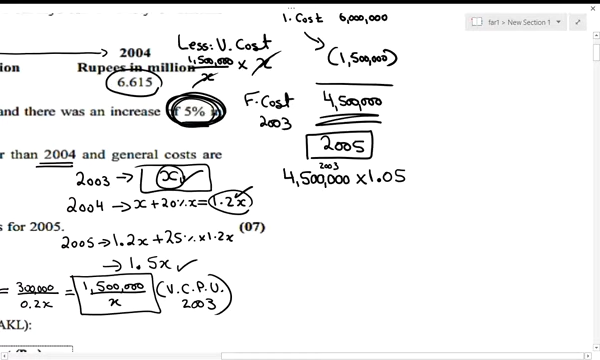 T. Cost 6,000,000
far1 > New Section 1
Less: V. Cost
1,500,000/x × x (1,500,000)
2004
ion Rupees in million
6.615
F. Cost 4,500,000
2003
and there was an increase of 5% in
2005
2003
4,500,000 × 1.05
r than 2004 and general costs are
2003 → x ✓
2004 → x + 20% x = 1.2x
s for 2005. (07)
2005 → 1.2x + 25% × 1.2x
→ 1.5x ✓
= 300,000/0.2x = 1,500,000/x (V.C.P.U. 2003)
AKL):